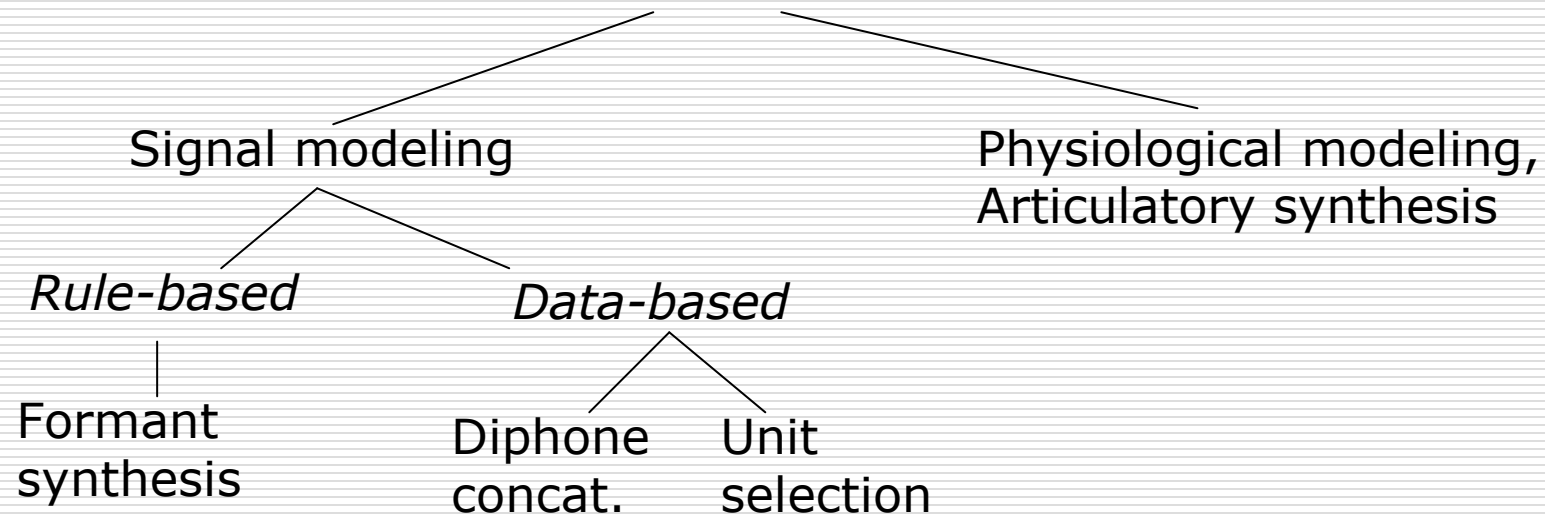 Signal modeling
Physiological modeling,
Articulatory synthesis
Rule-based
Data-based
Formant
synthesis
Diphone
concat.
Unit
selection